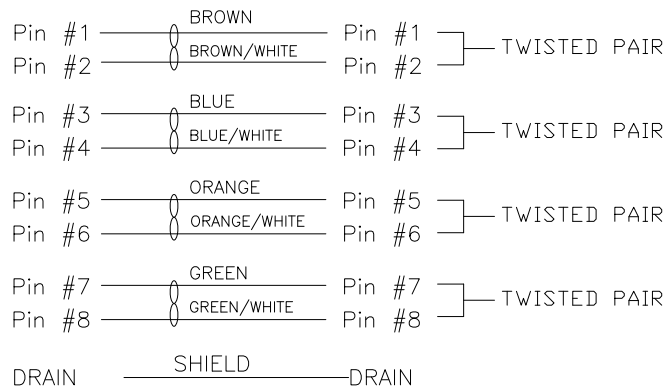 BROWN
Pin #1 Pin #1
BROWN/WHITE TWISTED PAIR
Pin #2 Pin #2
BLUE
Pin #3 Pin #3
BLUE/WHITE TWISTED PAIR
Pin #4 Pin #4
ORANGE
Pin #5 Pin #5
ORANGE/WHITE TWISTED PAIR
Pin #6 Pin #6
GREEN
Pin #7 Pin #7
GREEN/WHITE TWISTED PAIR
Pin #8 Pin #8
SHIELD
DRAIN DRAIN